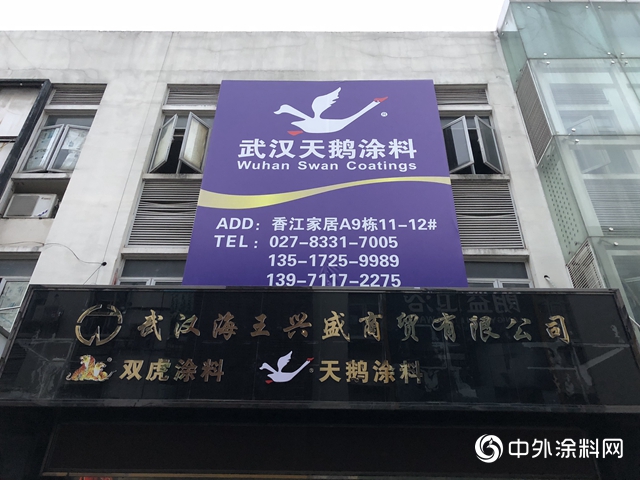 ®
武汉天鹅涂料
Wuhan Swan Coatings
ADD：香江家居A9栋11-12#
TEL：027-8331-7005
135-1725-9989
139-7117-2275
武汉海王兴盛商贸有限公司
双虎涂料 天鹅涂料
中外涂料网